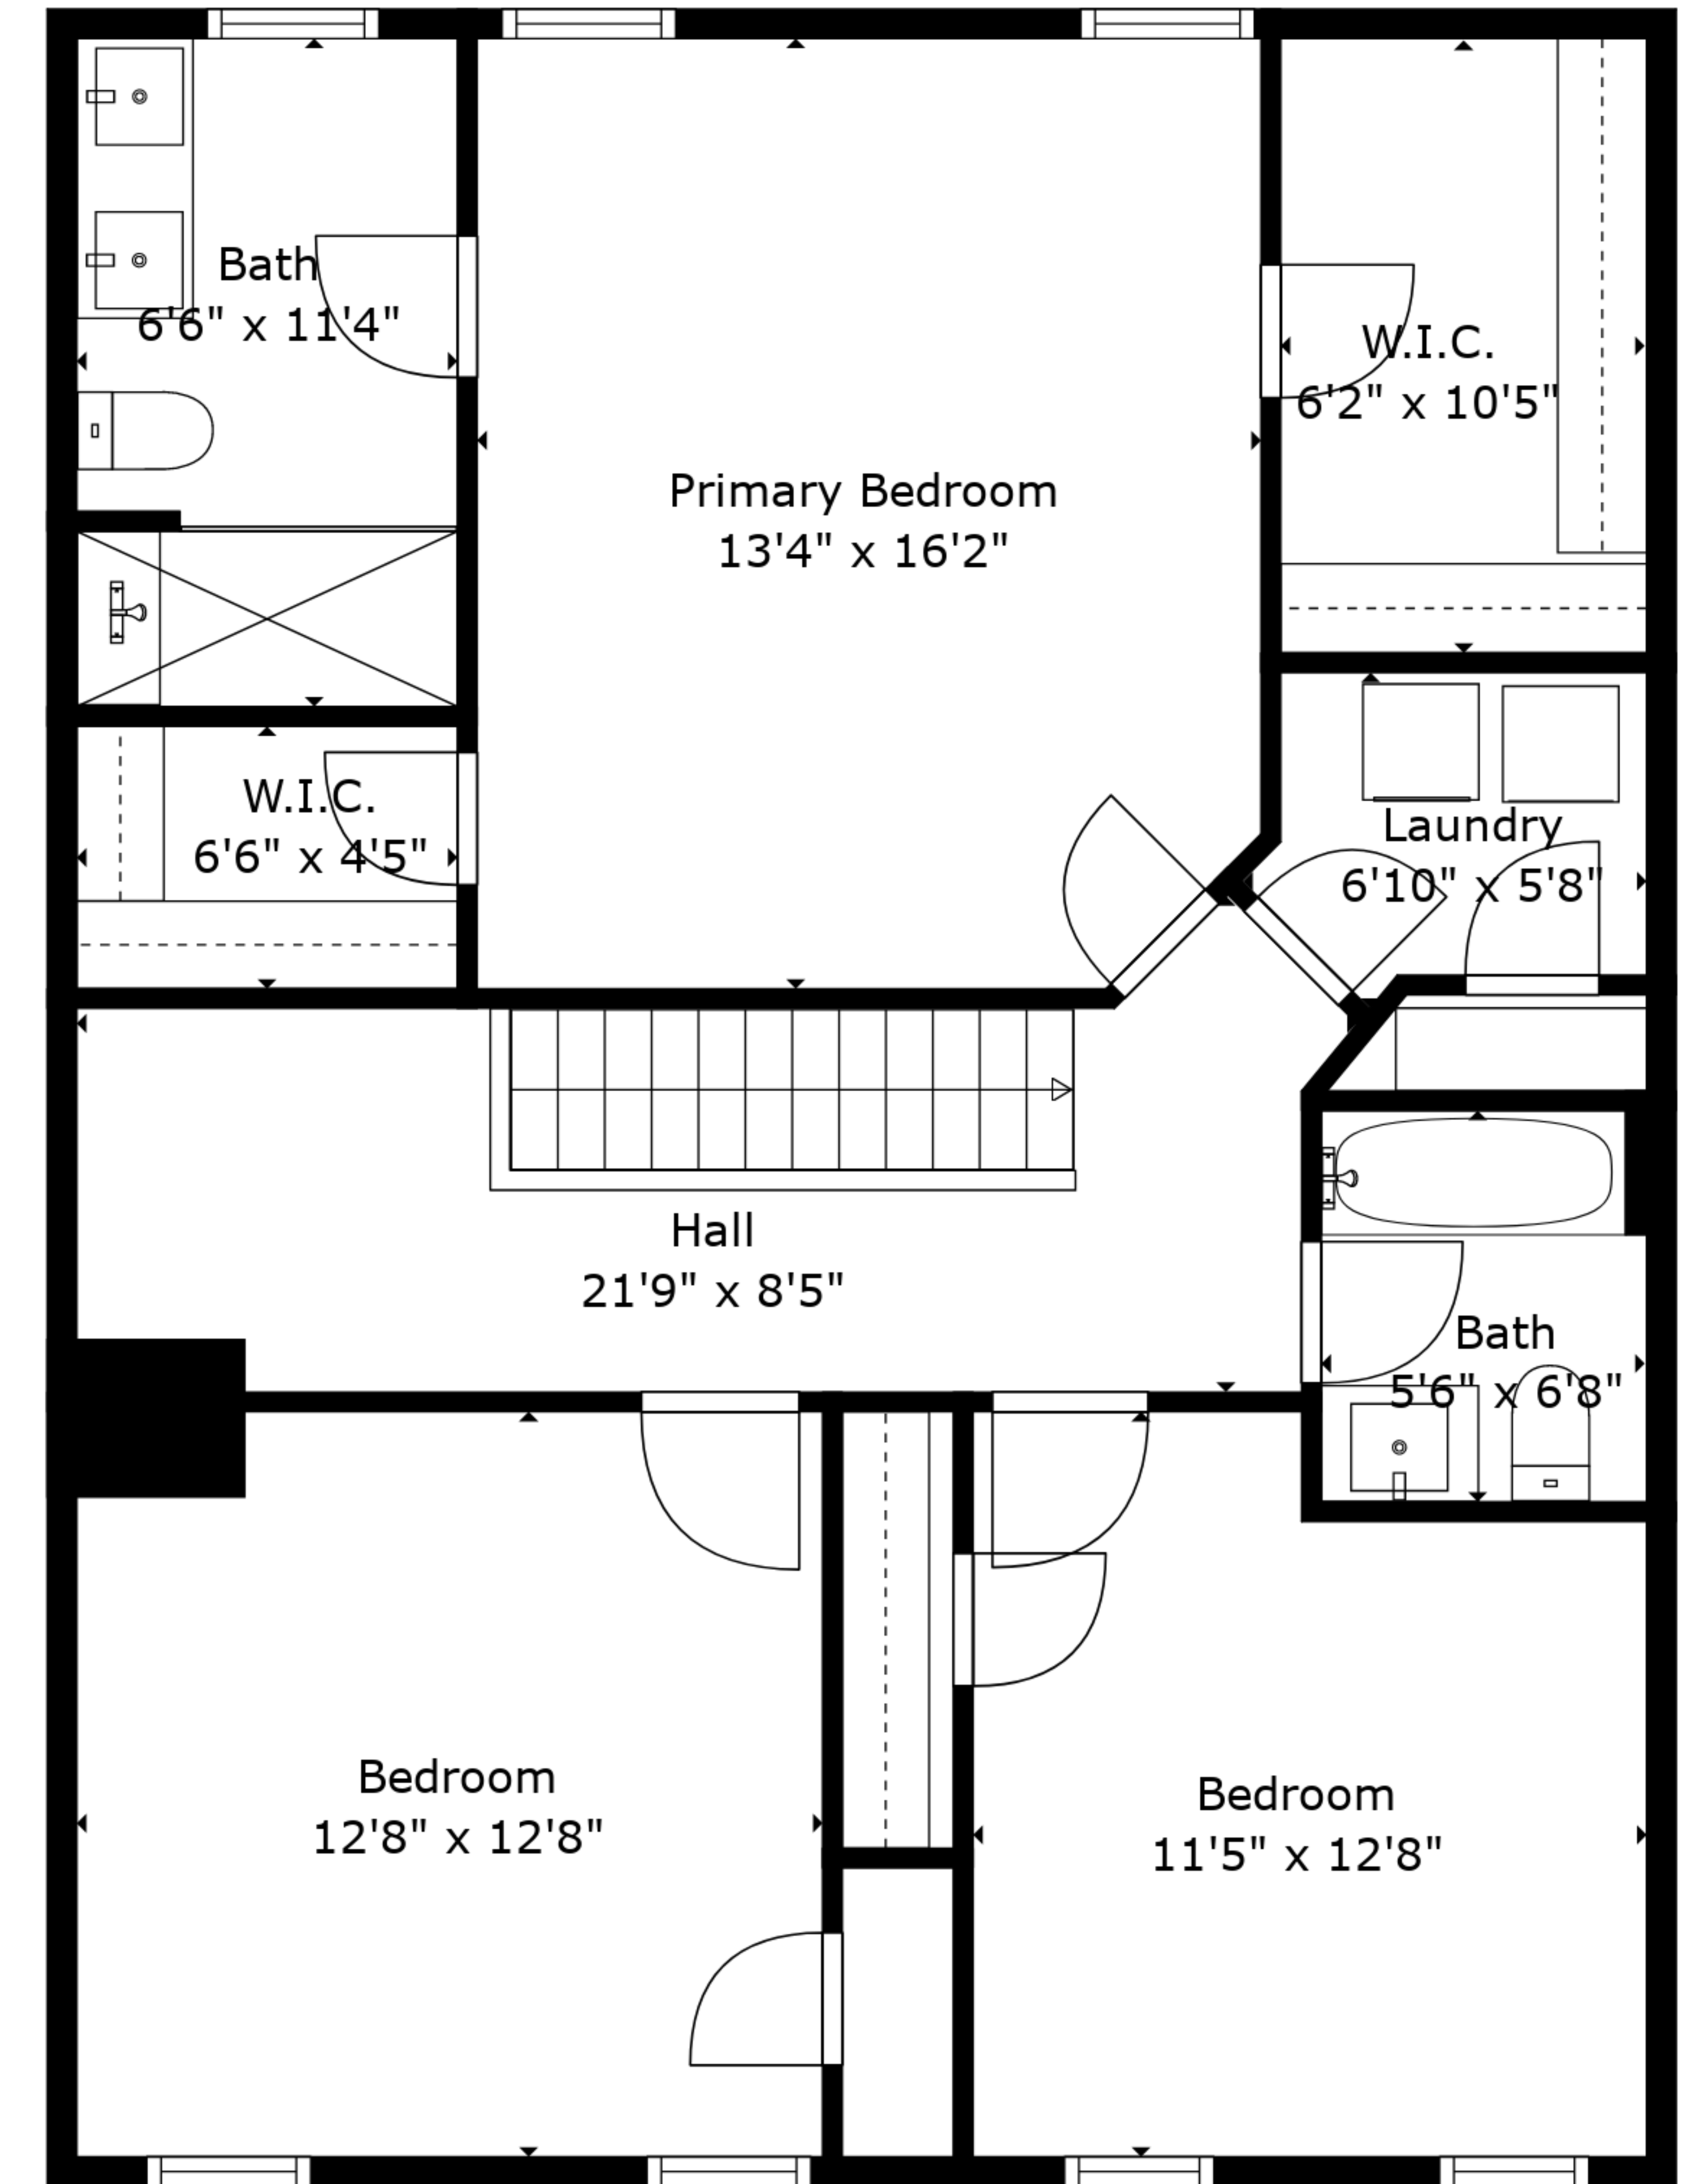 Bath
6'6" x 11'4"
W.I.C.
6'2" x 10'5"
Primary Bedroom
13'4" x 16'2"
W.I.C.
6'6" x 4'5"
Laundry
6'10" x 5'8"
Hall
21'9" x 8'5"
Bath
5'6" x 6'8"
Bedroom
12'8" x 12'8"
Bedroom
11'5" x 12'8"